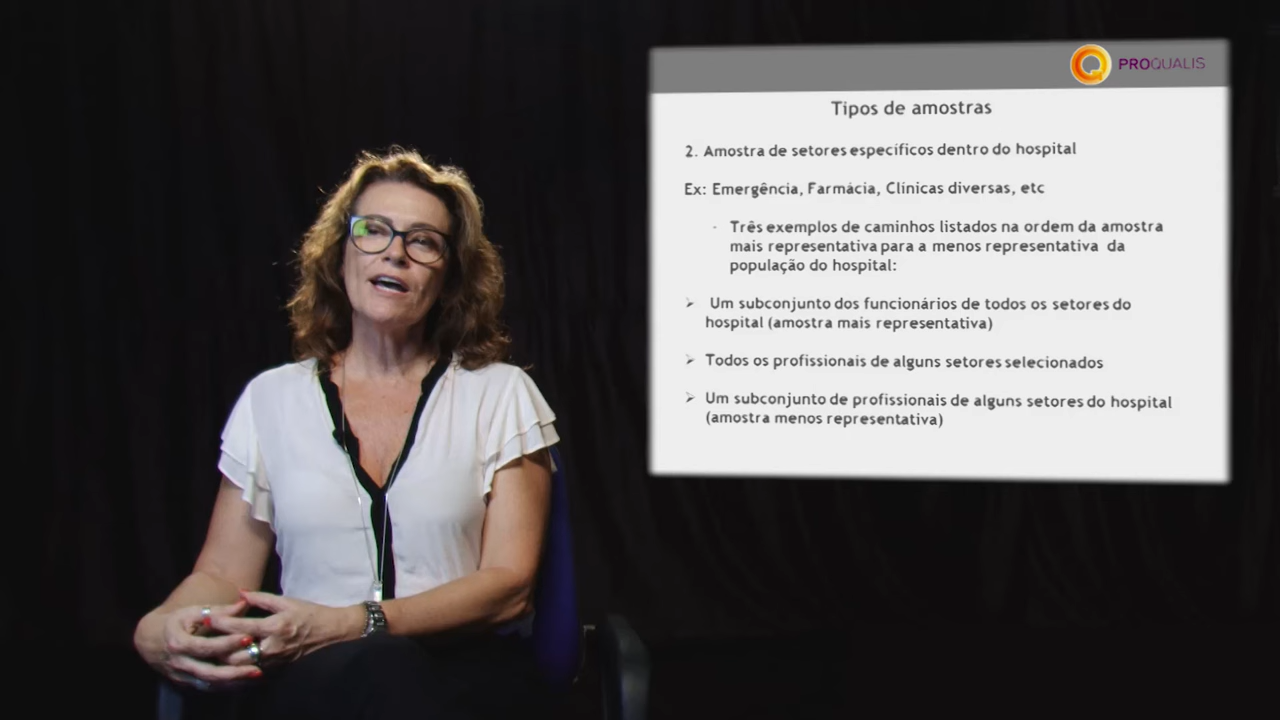 PROQUALIS
Tipos de amostras
2. Amostra de setores específicos dentro do hospital
Ex: Emergência, Farmácia, Clínicas diversas, etc
- Três exemplos de caminhos listados na ordem da amostra
mais representativa para a menos representativa da
população do hospital:
➢ Um subconjunto dos funcionários de todos os setores do
hospital (amostra mais representativa)
➢ Todos os profissionais de alguns setores selecionados
➢ Um subconjunto de profissionais de alguns setores do hospital
(amostra menos representativa)